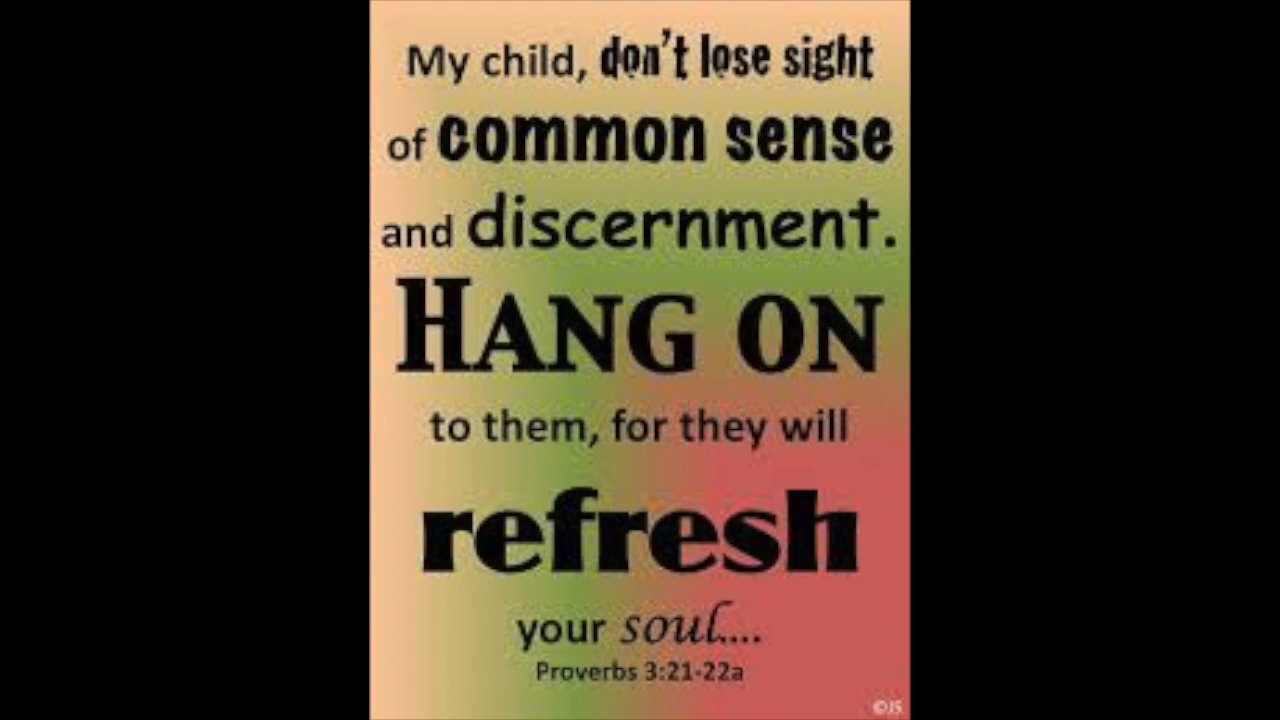 My child, don't lose sight
of common sense
and discernment.
HANG ON
to them, for they will
refresh
your soul....
Proverbs 3:21-22a
©JS